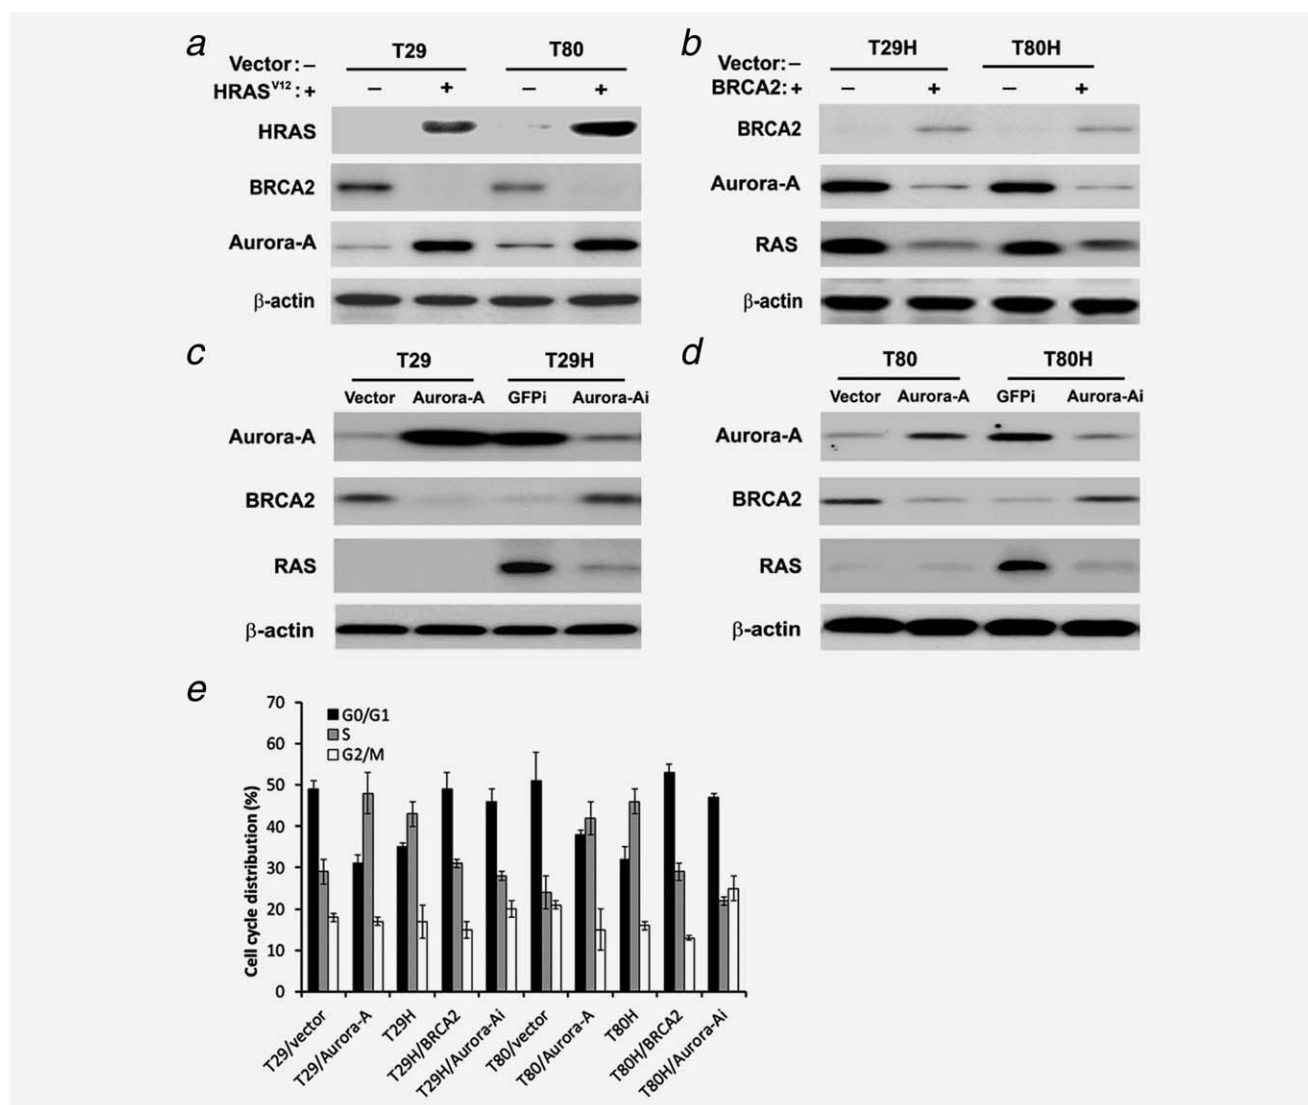 a
T29 T80
Vector: –
HRASV12: + – + – +
HRAS
BRCA2
Aurora-A
β-actin
b
T29H T80H
Vector: –
BRCA2: + – + – +
BRCA2
Aurora-A
RAS
β-actin
c
T29 T29H
Vector Aurora-A GFPi Aurora-Ai
Aurora-A
BRCA2
RAS
β-actin
d
T80 T80H
Vector Aurora-A GFPi Aurora-Ai
Aurora-A
BRCA2
RAS
β-actin
e
Cell cycle distribution (%)
70
60
50
40
30
20
10
0
G0/G1
S
G2/M
T29/vector
T29/Aurora-A
T29H
T29H/BRCA2
T29H/Aurora-Ai
T80/vector
T80/Aurora-A
T80H
T80H/BRCA2
T80H/Aurora-Ai